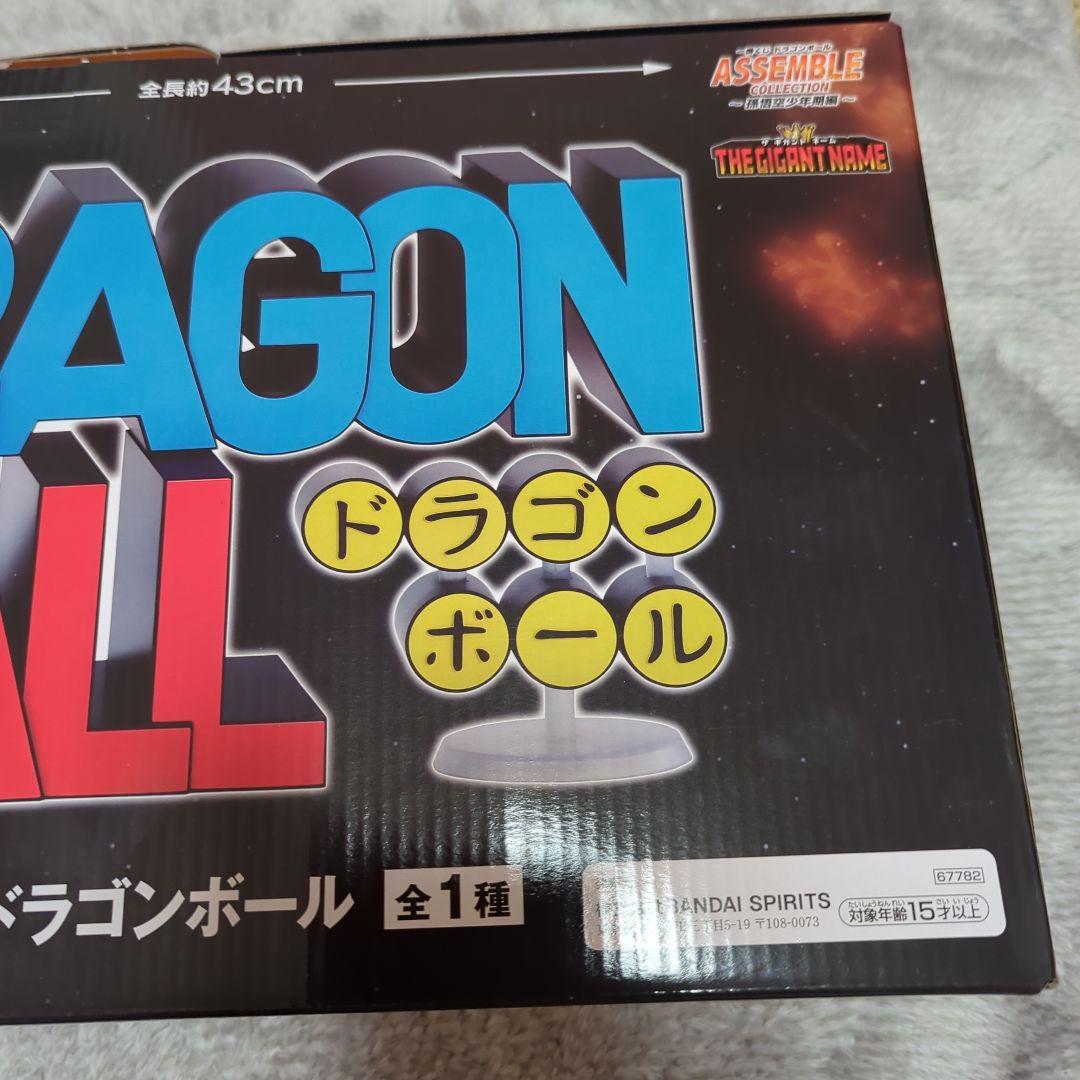 全長約43cm
一番くじ ドラゴンボール
ASSEMBLE
COLLECTION
～孫悟空少年期編～
ザ ギガント ネーム
THE GIGANT NAME
RAGON
ALL
ドラゴン
ボール
ドラゴンボール 全1種
67782
BANDAI SPIRITS
丁目5-19 〒108-0073
たいしょうねんれい さい いじょう
対象年齢15才以上